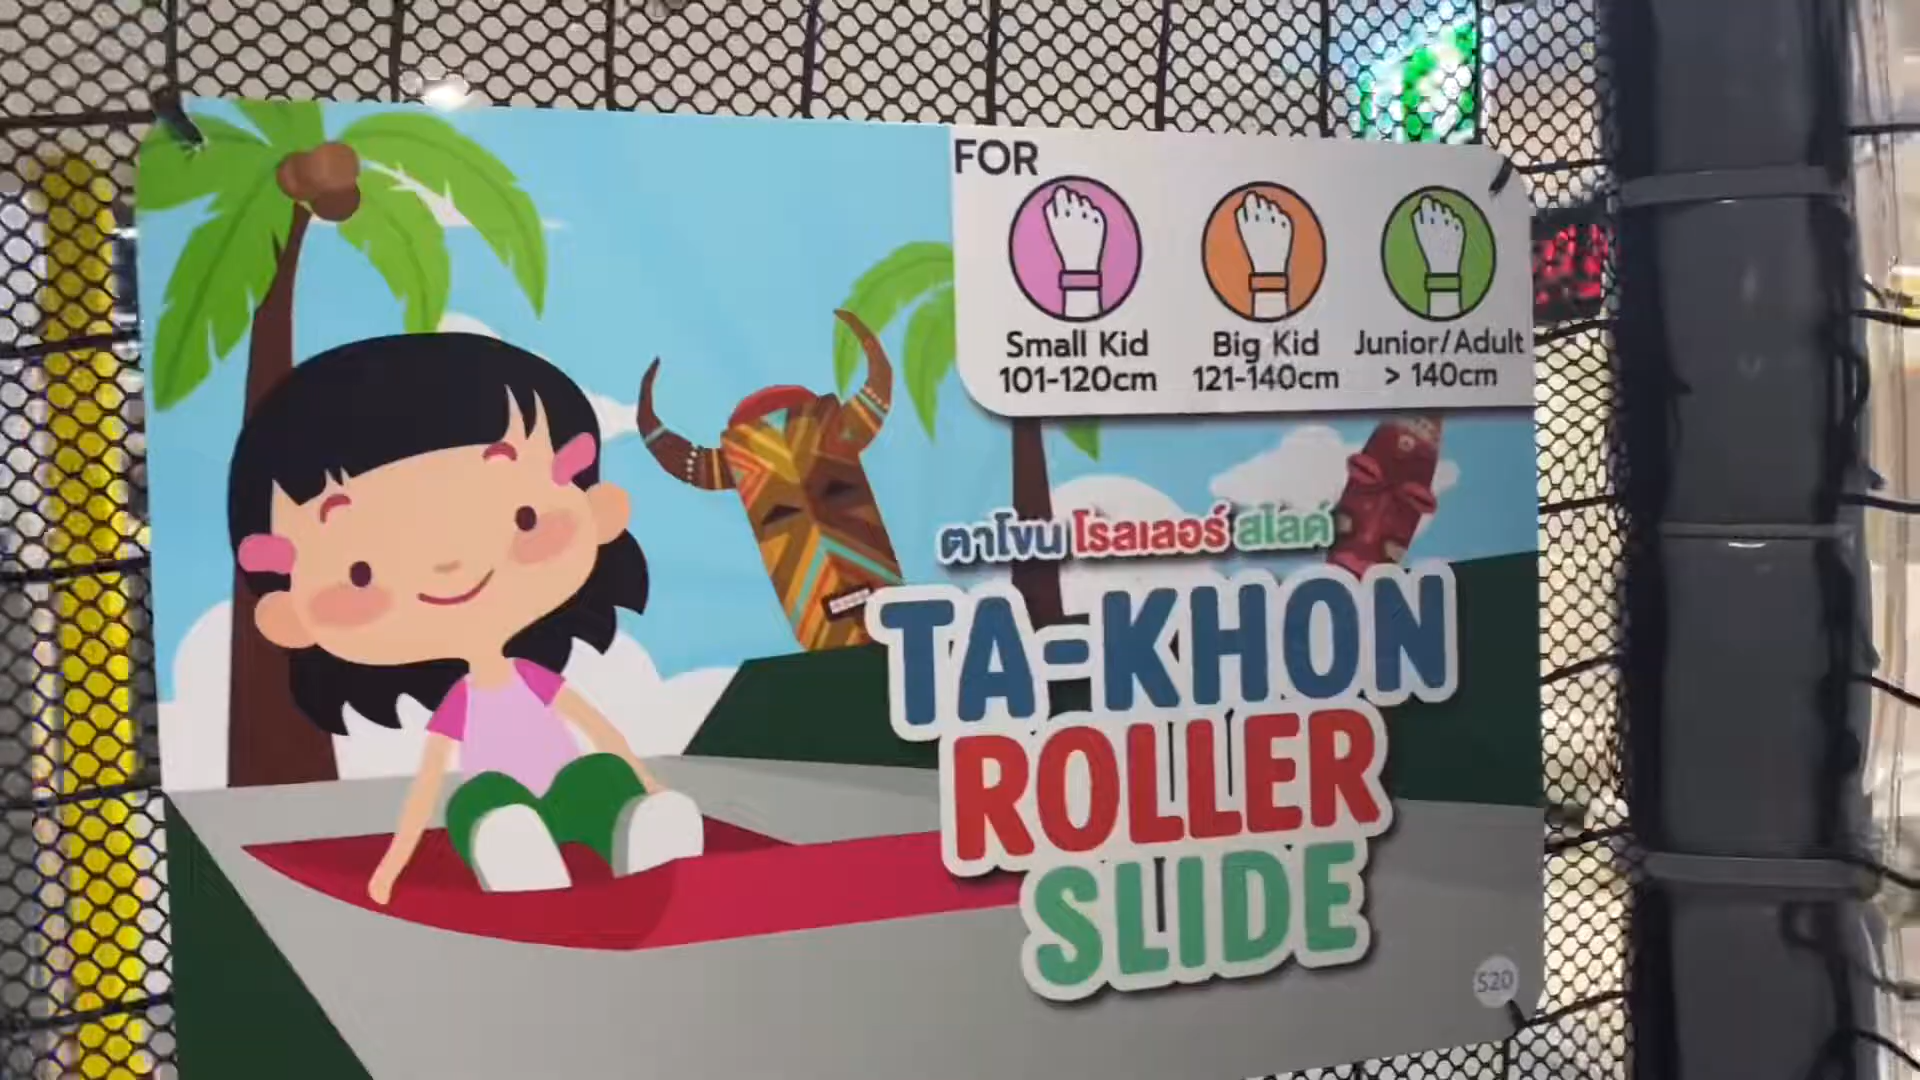 FOR
Small Kid
101-120cm
Big Kid
121-140cm
Junior/Adult
> 140cm
ตาโขน โรลเลอร์ สไลด์
TA-KHON
ROLLER
SLIDE
S20